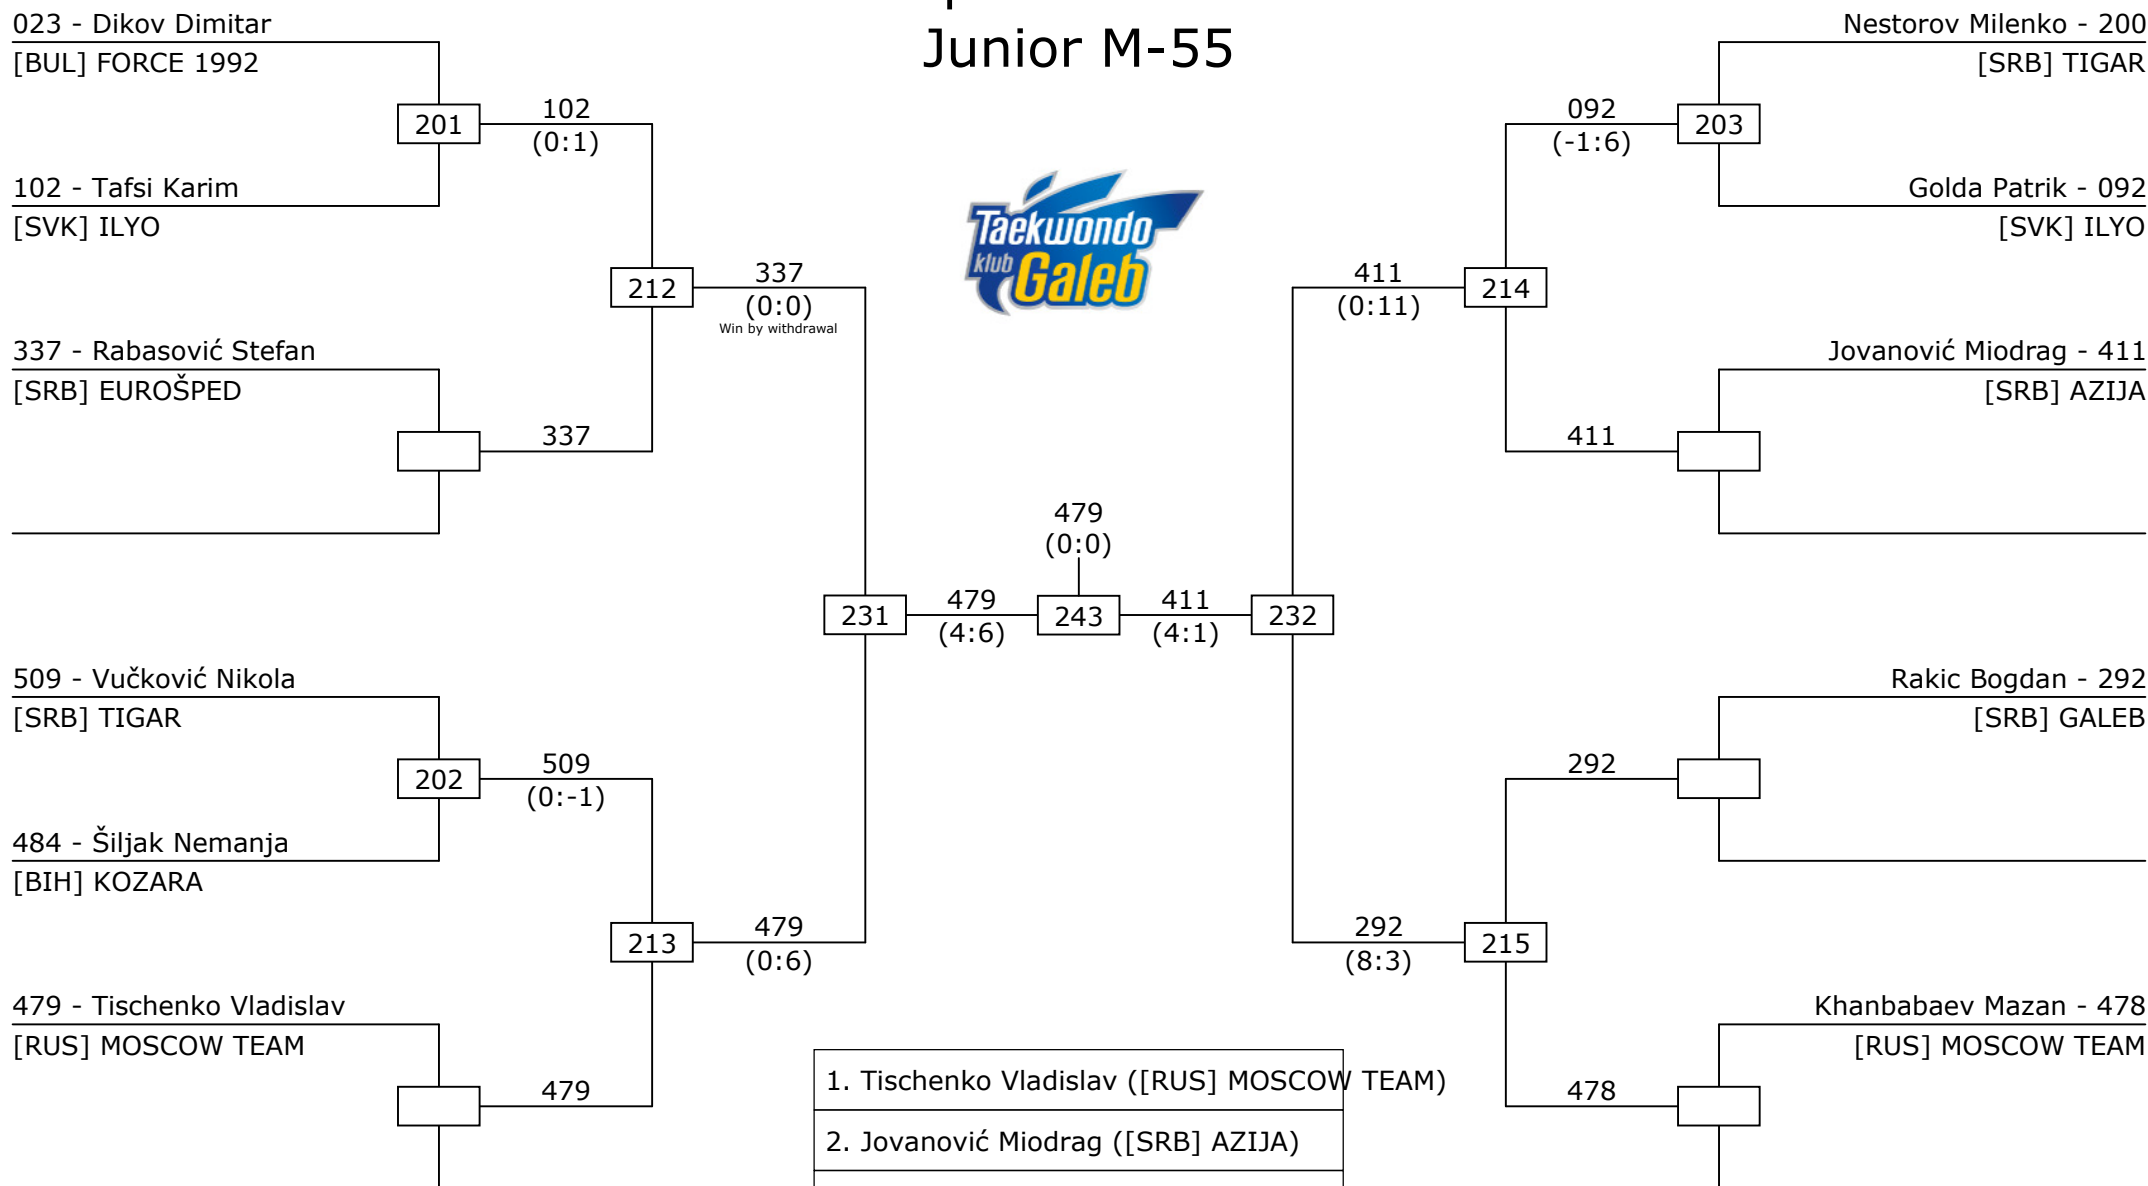 Junior M-55
023 - Dikov Dimitar
[BUL] FORCE 1992
201
102
(0:1)
102 - Tafsi Karim
[SVK] ILYO
212
337
(0:0)
Win by withdrawal
337 - Rabasović Stefan
[SRB] EUROŠPED
337
509 - Vučković Nikola
[SRB] TIGAR
202
509
(0:-1)
484 - Šiljak Nemanja
[BIH] KOZARA
213
479
(0:6)
479 - Tischenko Vladislav
[RUS] MOSCOW TEAM
479
231
479
(4:6)
479
(0:0)
243
411
(4:1)
232
Taekwondo
klub
Galeb
Nestorov Milenko - 200
[SRB] TIGAR
092
(-1:6)
203
Golda Patrik - 092
[SVK] ILYO
411
(0:11)
214
Jovanović Miodrag - 411
[SRB] AZIJA
411
Rakic Bogdan - 292
[SRB] GALEB
292
292
(8:3)
215
Khanbabaev Mazan - 478
[RUS] MOSCOW TEAM
478
1. Tischenko Vladislav ([RUS] MOSCOW TEAM)
2. Jovanović Miodrag ([SRB] AZIJA)